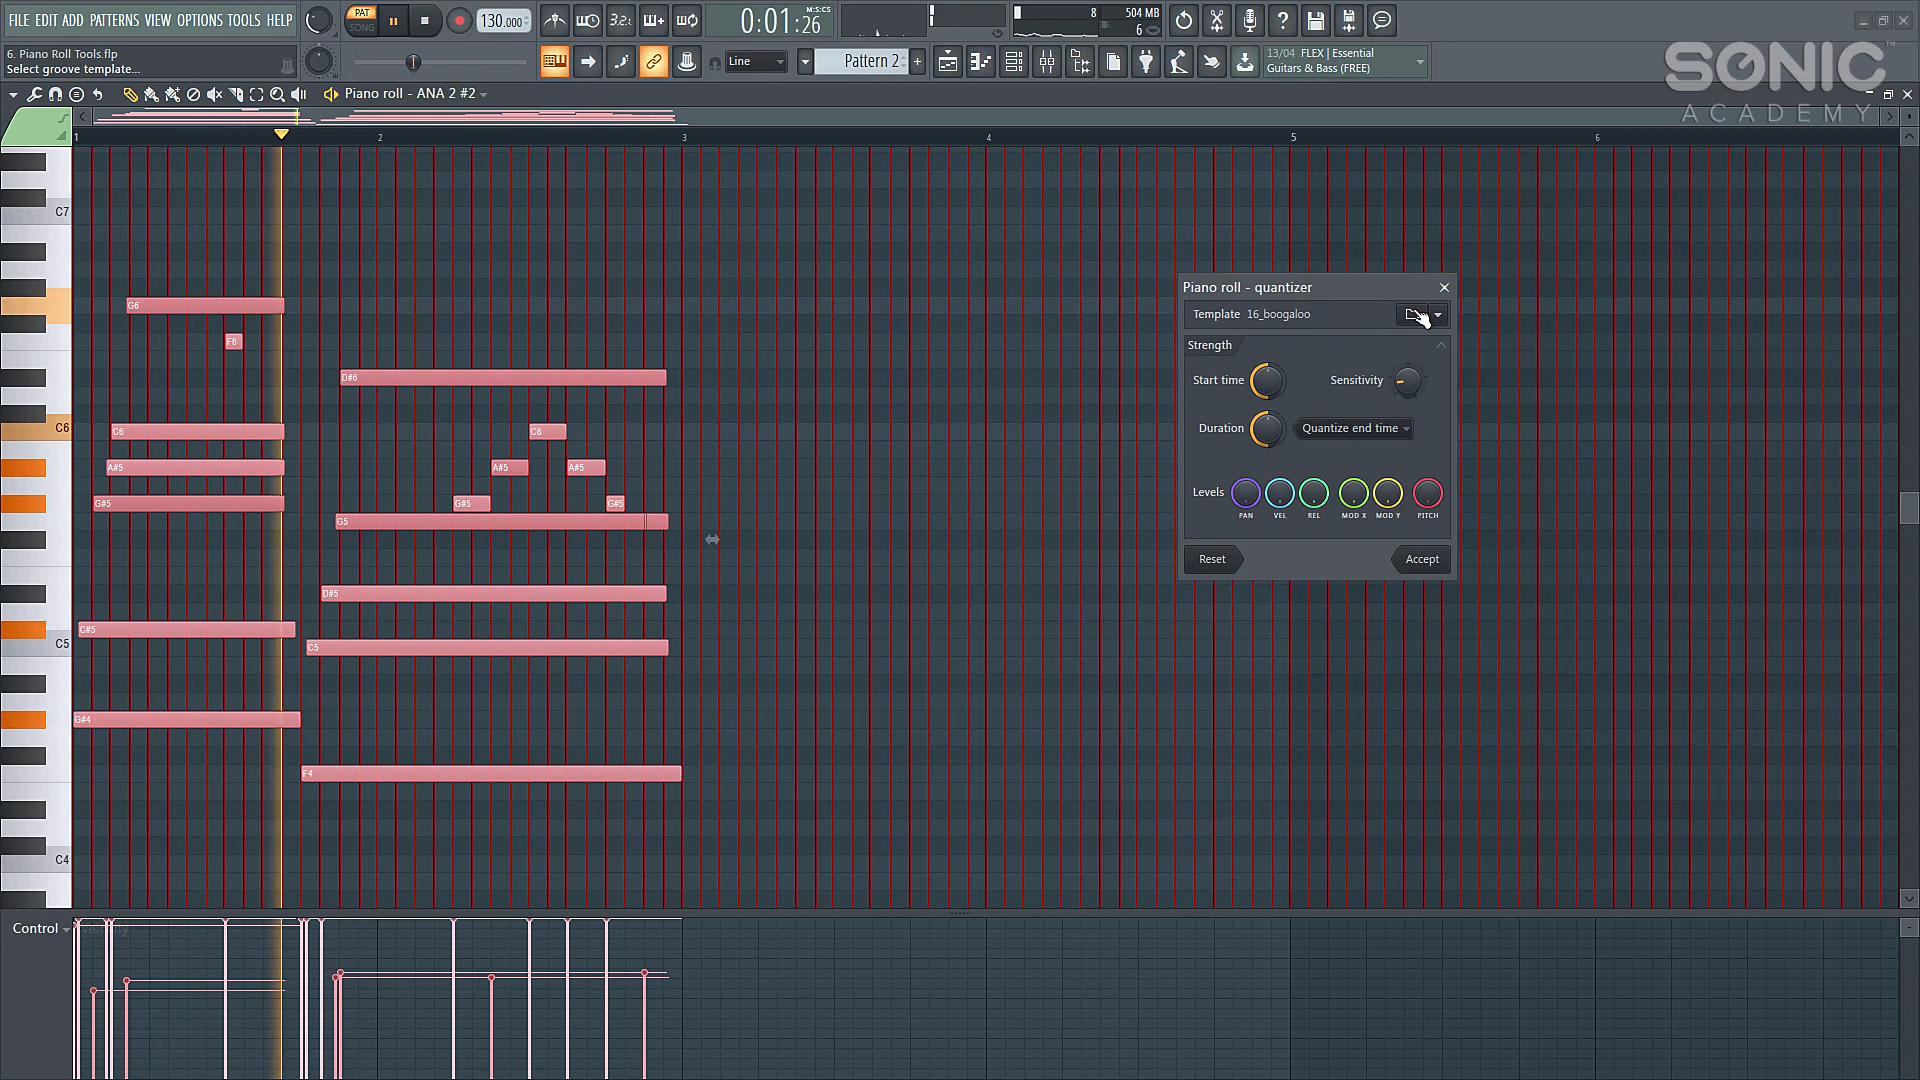 FILE EDIT ADD PATTERNS VIEW OPTIONS TOOLS HELP
PAT
SONG
130.000
3.2
0:01:26
M:S:CS
8
504 MB
6
6. Piano Roll Tools.flp
Select groove template...
Line
Pattern 2
13/04 FLEX | Essential
Guitars & Bass (FREE)
SONIC
ACADEMY
Piano roll - ANA 2 #2
1
2
3
4
5
6
C7
C6
C5
C4
G6
F6
D#6
C6
C6
A#5
A#5
A#5
G#5
G#5
G#5
G5
D#5
C#5
C5
G#4
F4
Piano roll - quantizer
Template 16_boogaloo
Strength
Start time
Sensitivity
Duration
Quantize end time
Levels
PAN VEL REL MOD X MOD Y PITCH
Reset
Accept
Control